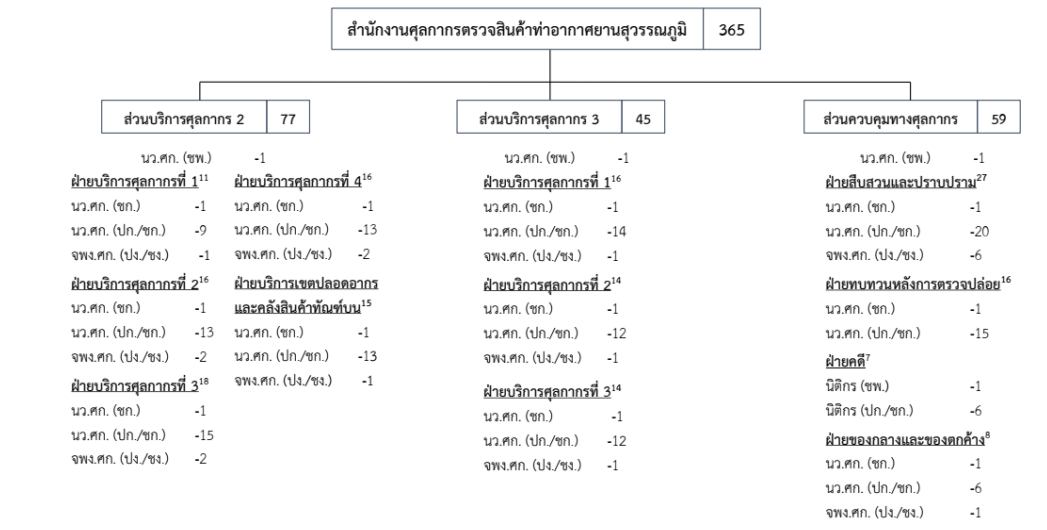 สำนักงานศุลกากรตรวจสินค้าท่าอากาศยานสุวรรณภูมิ 365
ส่วนบริการศุลกากร 2 77
นว.ศก. (ชพ.) -1
ฝ่ายบริการศุลกากรที่ 1¹¹
นว.ศก. (ชก.) -1
นว.ศก. (ปก./ชก.) -9
จพง.ศก. (ปง./ชง.) -1
ฝ่ายบริการศุลกากรที่ 2¹⁶
นว.ศก. (ชก.) -1
นว.ศก. (ปก./ชก.) -13
จพง.ศก. (ปง./ชง.) -2
ฝ่ายบริการศุลกากรที่ 3¹⁸
นว.ศก. (ชก.) -1
นว.ศก. (ปก./ชก.) -15
จพง.ศก. (ปง./ชง.) -2
ฝ่ายบริการศุลกากรที่ 4¹⁶
นว.ศก. (ชก.) -1
นว.ศก. (ปก./ชก.) -13
จพง.ศก. (ปง./ชง.) -2
ฝ่ายบริการเขตปลอดอากร
และคลังสินค้าทัณฑ์บน¹⁵
นว.ศก. (ชก.) -1
นว.ศก. (ปก./ชก.) -13
จพง.ศก. (ปง./ชง.) -1
ส่วนบริการศุลกากร 3 45
นว.ศก. (ชพ.) -1
ฝ่ายบริการศุลกากรที่ 1¹⁶
นว.ศก. (ชก.) -1
นว.ศก. (ปก./ชก.) -14
จพง.ศก. (ปง./ชง.) -1
ฝ่ายบริการศุลกากรที่ 2¹⁴
นว.ศก. (ชก.) -1
นว.ศก. (ปก./ชก.) -12
จพง.ศก. (ปง./ชง.) -1
ฝ่ายบริการศุลกากรที่ 3¹⁴
นว.ศก. (ชก.) -1
นว.ศก. (ปก./ชก.) -12
จพง.ศก. (ปง./ชง.) -1
ส่วนควบคุมทางศุลกากร 59
นว.ศก. (ชพ.) -1
ฝ่ายสืบสวนและปราบปราม²⁷
นว.ศก. (ชก.) -1
นว.ศก. (ปก./ชก.) -20
จพง.ศก. (ปง./ชง.) -6
ฝ่ายทบทวนหลังการตรวจปล่อย¹⁶
นว.ศก. (ชก.) -1
นว.ศก. (ปก./ชก.) -15
ฝ่ายคดี⁷
นิติกร (ชพ.) -1
นิติกร (ปก./ชก.) -6
ฝ่ายของกลางและของตกค้าง⁸
นว.ศก. (ชก.) -1
นว.ศก. (ปก./ชก.) -6
จพง.ศก. (ปง./ชง.) -1